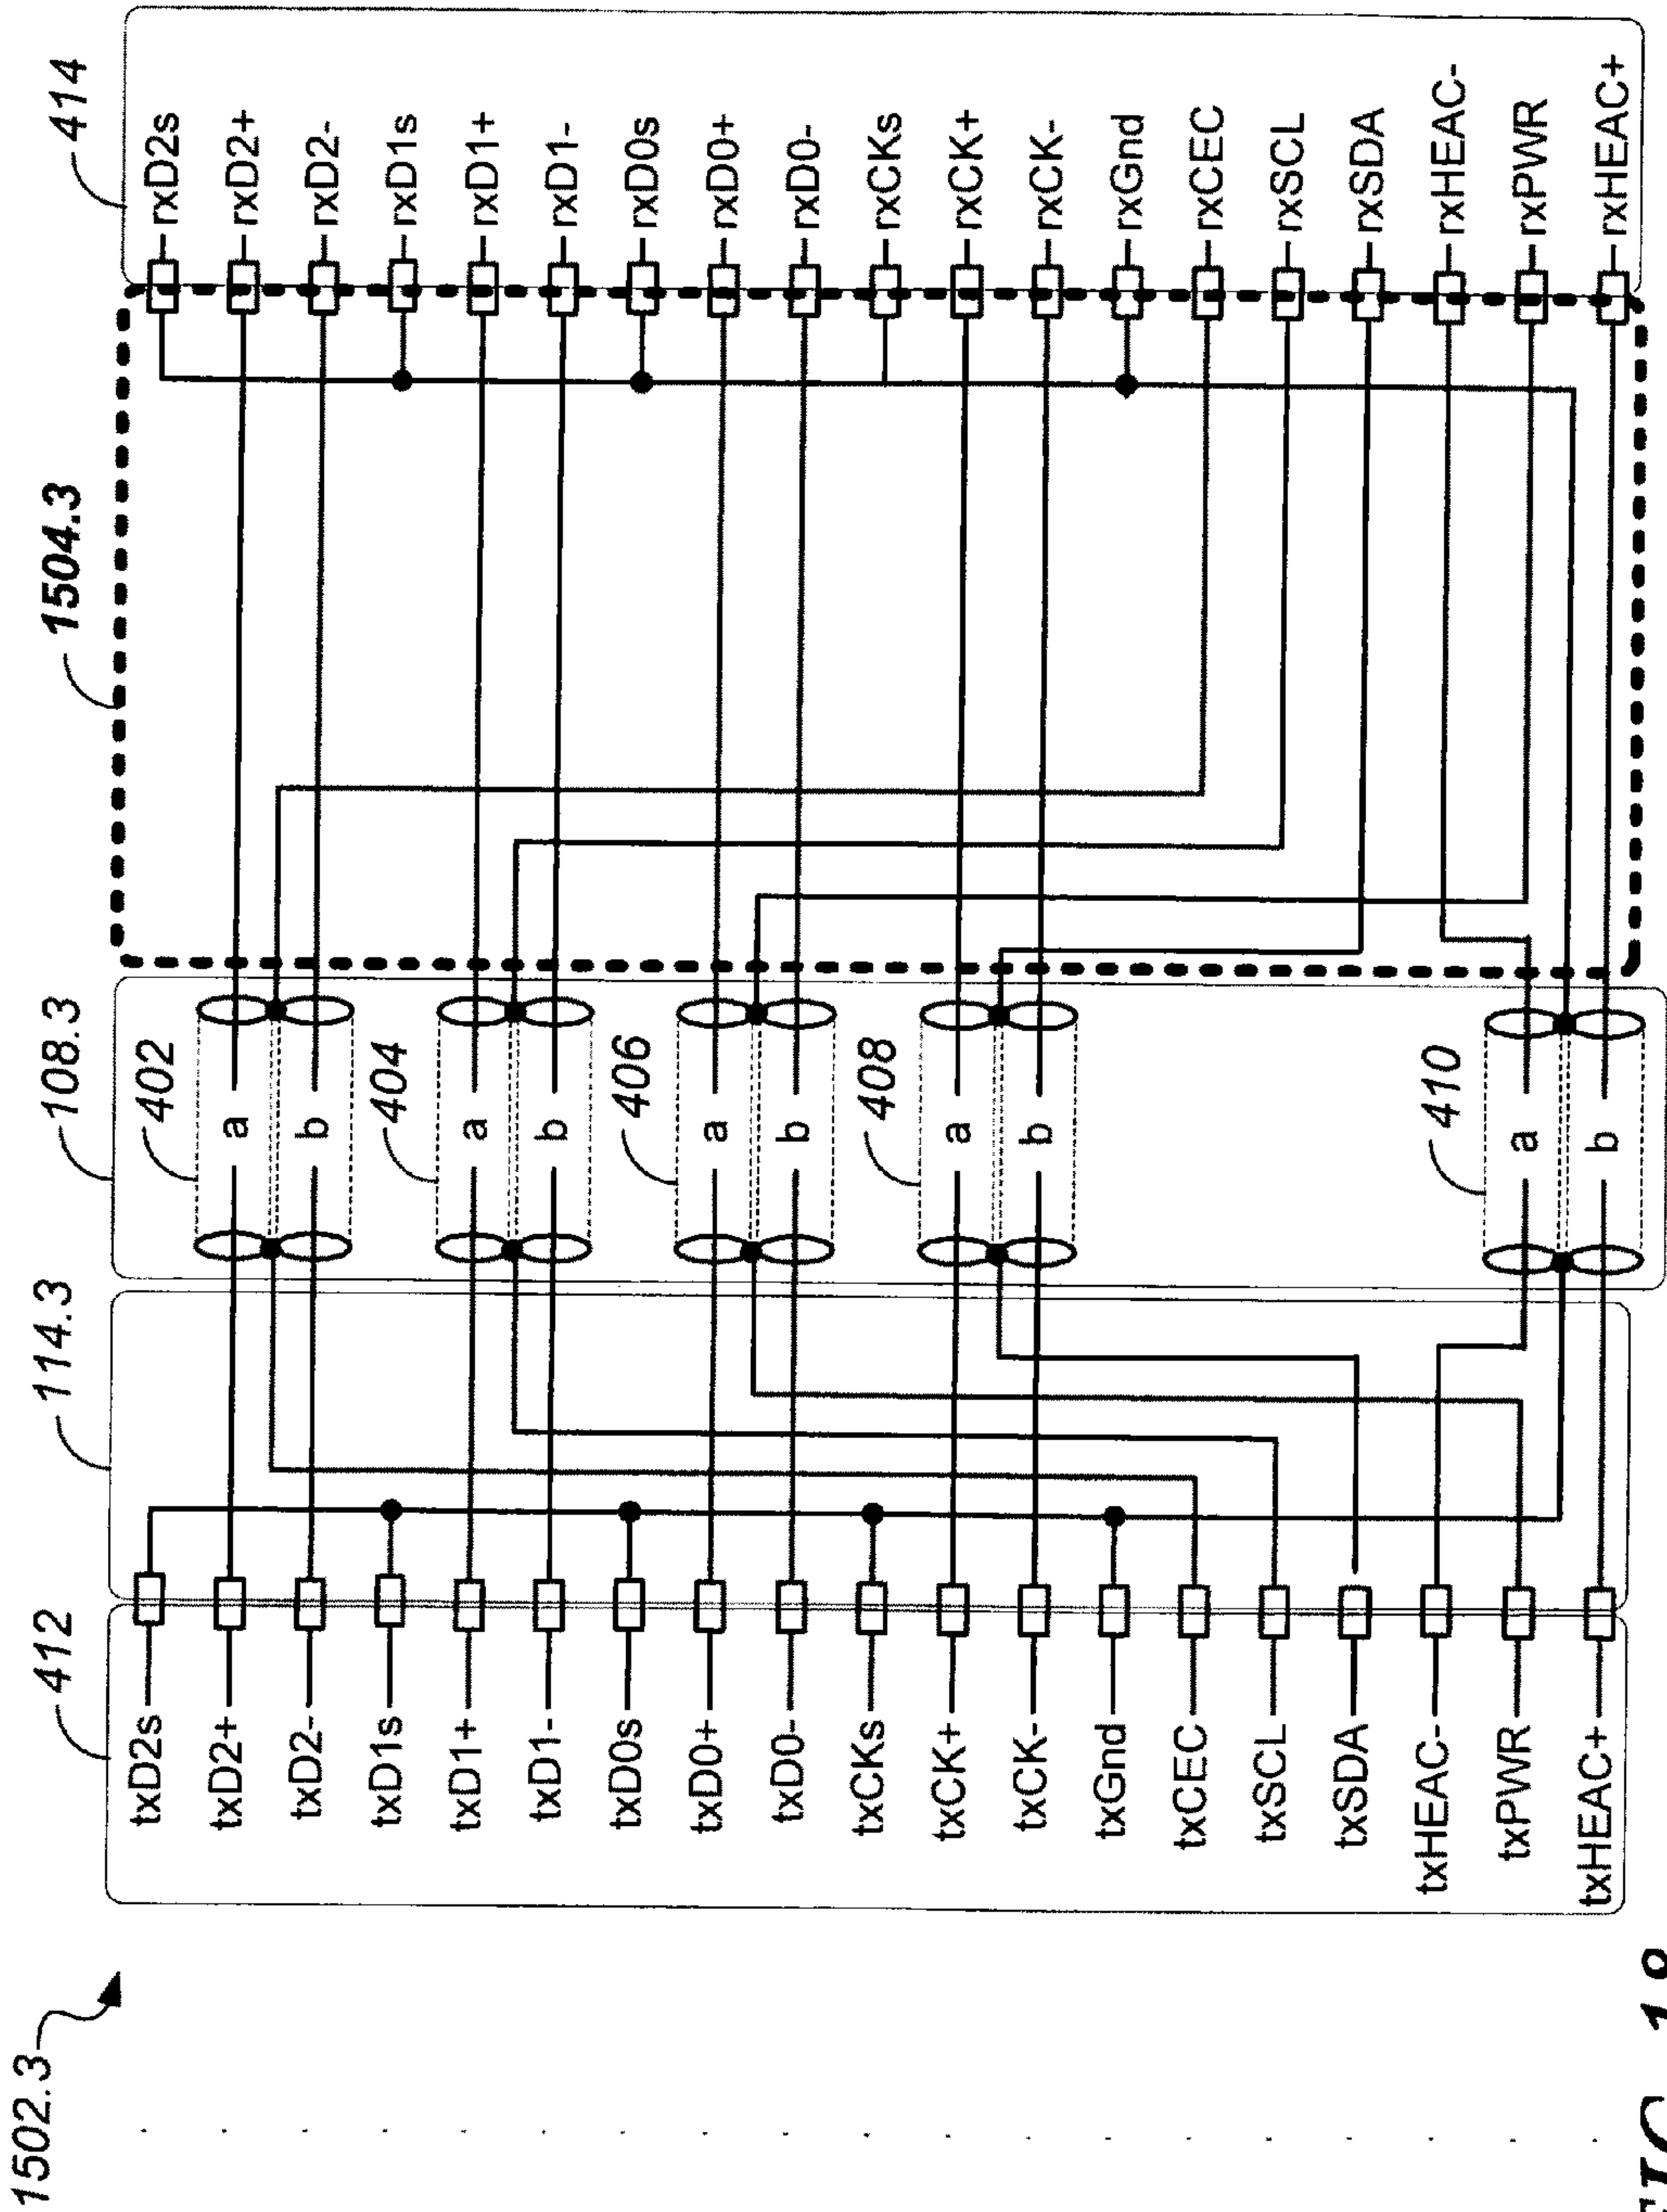 1502.3
412
114.3
108.3
1504.3
414
txD2s
txD2+
txD2-
txD1s
txD1+
txD1-
txD0s
txD0+
txD0-
txCKs
txCK+
txCK-
txGnd
txCEC
txSCL
txSDA
txHEAC-
txPWR
txHEAC+
402
a
b
404
a
b
406
a
b
408
a
b
410
a
b
rxD2s
rxD2+
rxD2-
rxD1s
rxD1+
rxD1-
rxD0s
rxD0+
rxD0-
rxCKs
rxCK+
rxCK-
rxGnd
rxCEC
rxSCL
rxSDA
rxHEAC-
rxPWR
rxHEAC+
FIG. 18